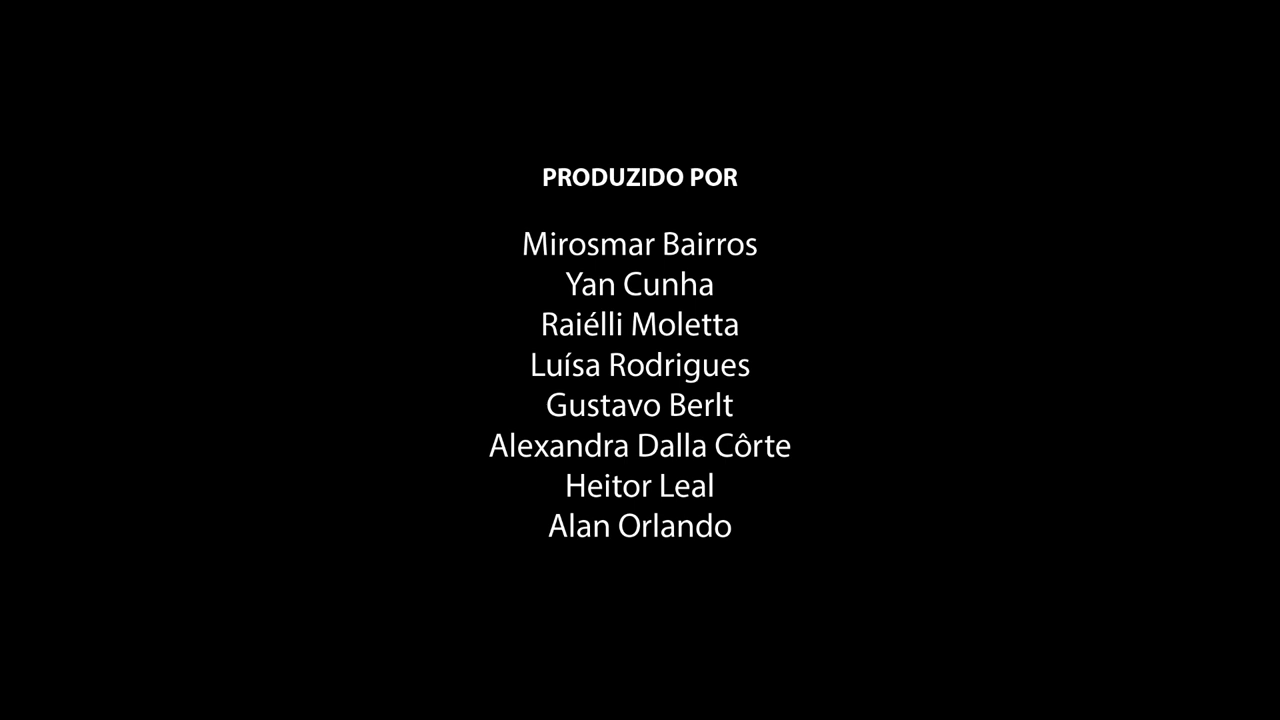 PRODUZIDO POR
Mirosmar Bairros
Yan Cunha
Raiélli Moletta
Luísa Rodrigues
Gustavo Berlt
Alexandra Dalla Côrte
Heitor Leal
Alan Orlando